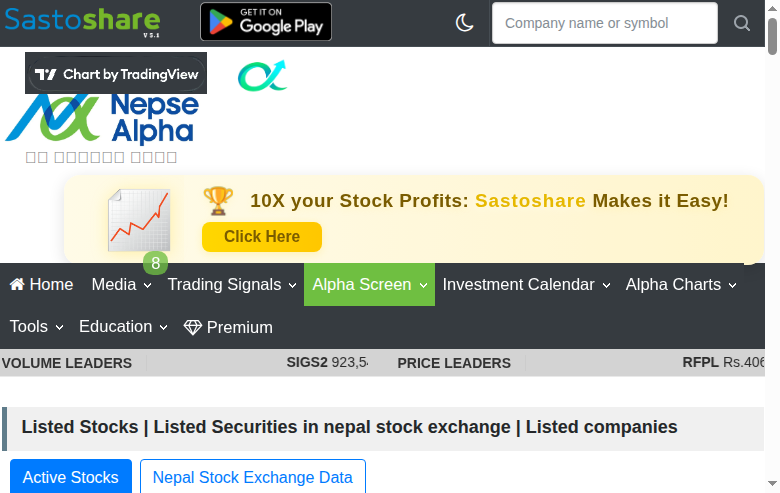 Sastoshare
V 5.1
GET IT ON
Google Play
Company name or symbol
Chart by TradingView
Nepse
Alpha
10X your Stock Profits: Sastoshare Makes it Easy!
Click Here
8
Home Media Trading Signals Alpha Screen Investment Calendar Alpha Charts
Tools Education Premium
VOLUME LEADERS SIGS2 923,5 PRICE LEADERS RFPL Rs.406
Listed Stocks | Listed Securities in nepal stock exchange | Listed companies
Active Stocks Nepal Stock Exchange Data